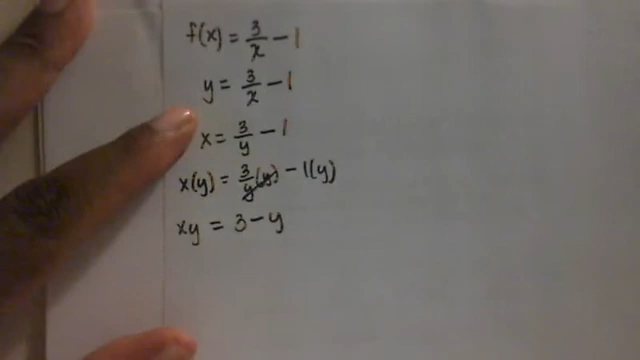 f(x) = 3/x - 1
y = 3/x - 1
x = 3/y - 1
x(y) = 3/y(y) - 1(y)
xy = 3 - y